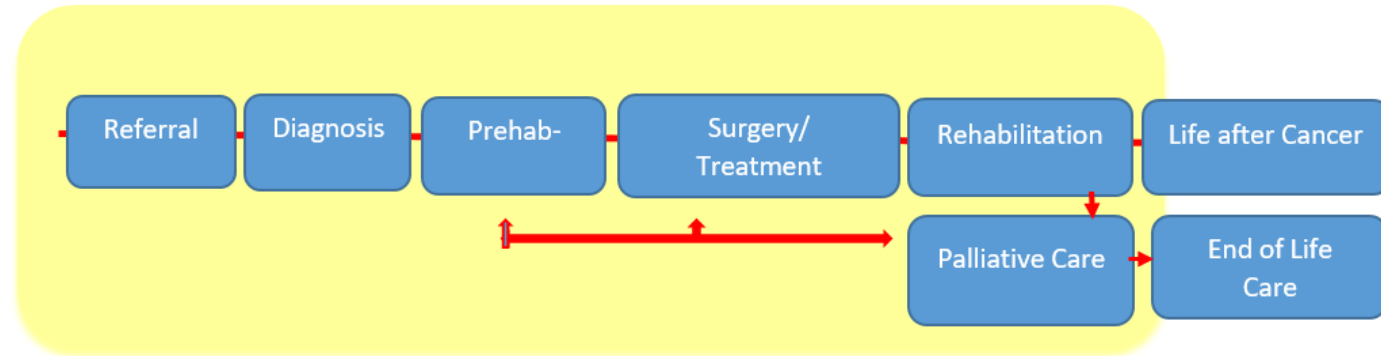 Referral
Diagnosis
Prehab-
Surgery/
Treatment
Rehabilitation
Life after Cancer
Palliative Care
End of Life
Care